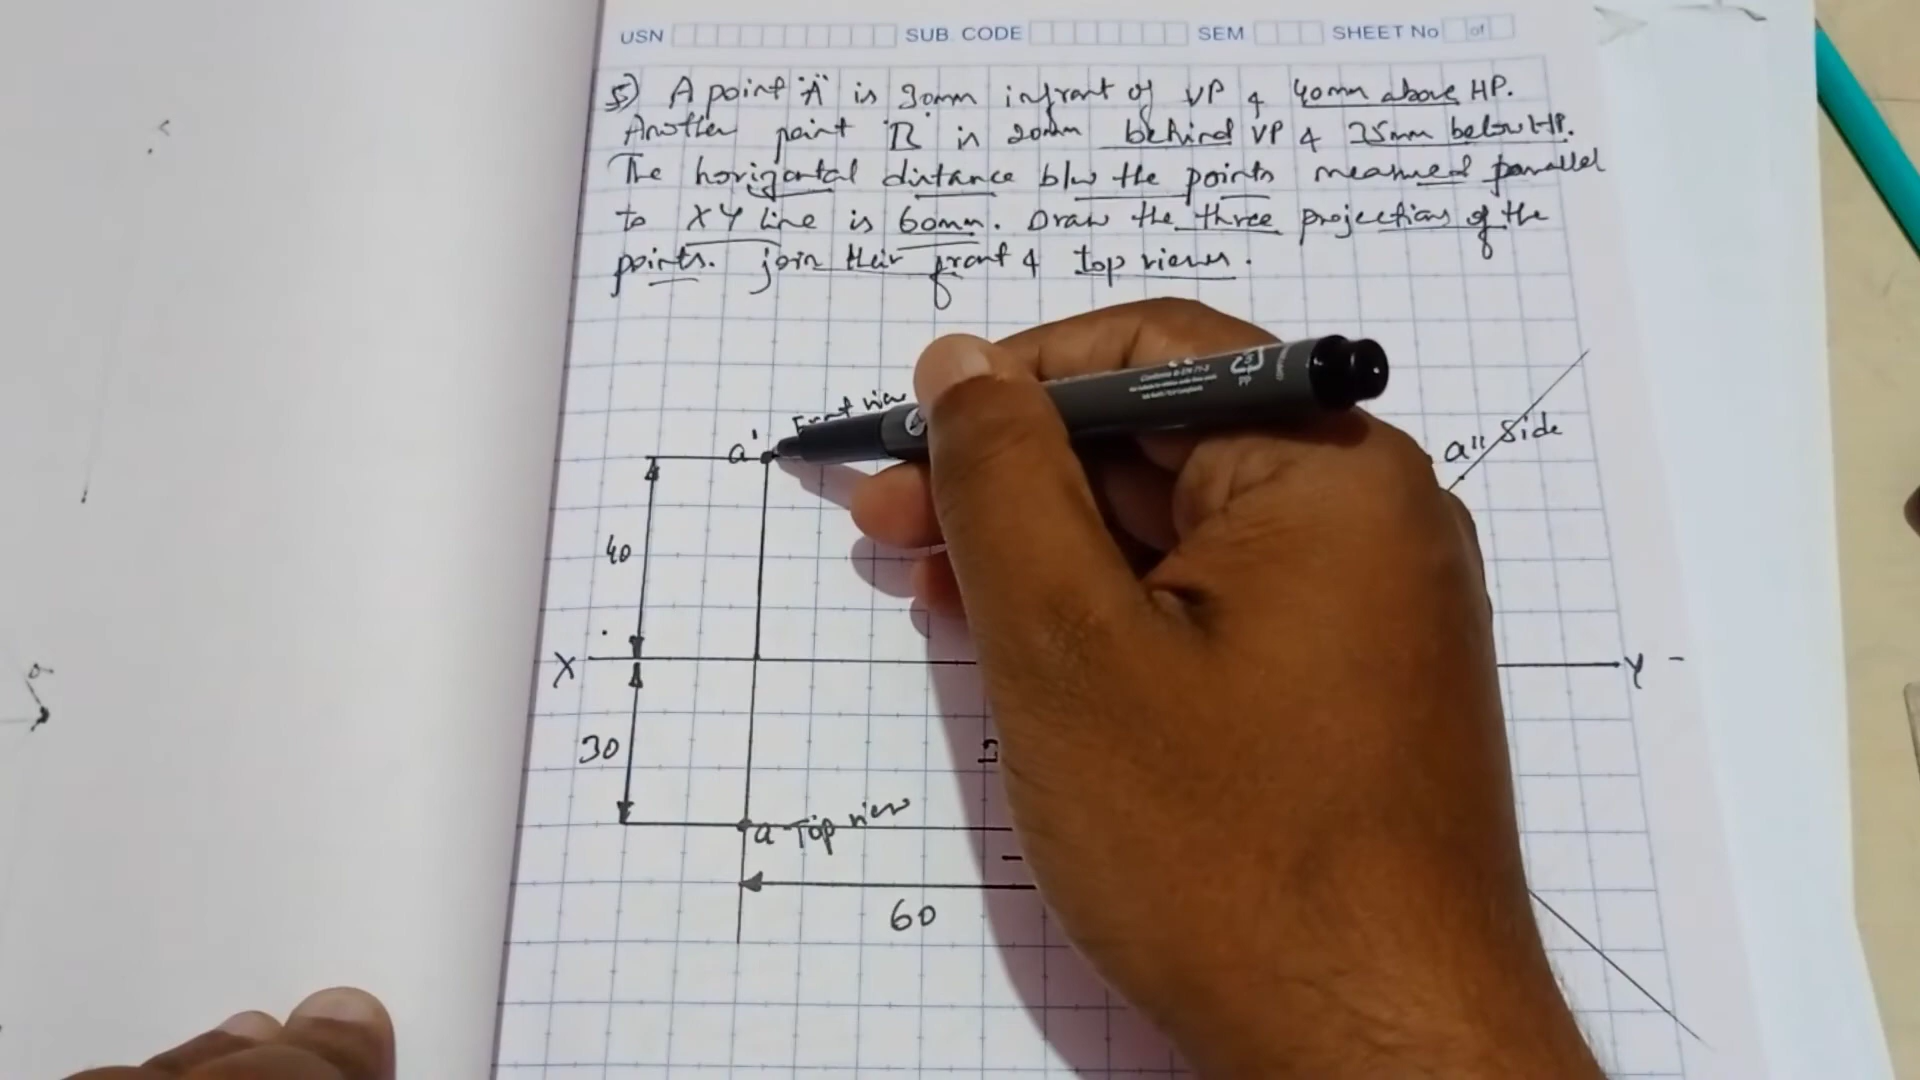 USN SUB. CODE SEM SHEET No of
5) A point "A" is 30mm infront of VP & 40mm above HP.
Another point "B" is 20mm behind VP & 25mm below HP.
The horizontal distance b/w the points measured parallel
to XY line is 60mm. Draw the three projections of the
points. join their front & top views.
Front view
a'
a" Side
40
X
Y
30
a Top view
60
a